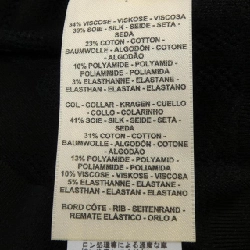 34% VISCOSE - VISKOSE - VISCOSA
30% SOIE - SILK - SEIDE - SETA
SEDA
23% COTON - COTTON -
BAUMWOLLE - ALGODÓN - COTONE
ALGODÃO
10% POLYAMIDE - POLYAMID -
POLIAMMIDE - POLIAMIDA
3% ELASTHANNE - ELASTANE -
ELASTHAN - ELASTAN - ELASTANO
COL - COLLAR - KRAGEN - CUELLO
COLLO - COLARINHO
41% SOIE - SILK - SEIDE - SETA
SEDA
31% COTON - COTTON -
BAUMWOLLE - ALGODÓN - COTONE
ALGODÃO
13% POLYAMIDE - POLYAMID -
POLIAMMIDE - POLIAMIDA
10% VISCOSE - VISKOSE - VISCOSA
5% ELASTHANNE - ELASTANE -
ELASTHAN - ELASTAN - ELASTANO
BORD CÔTE - RIB - SEITENRAND -
REMATE ELÁSTICO - ORLO A